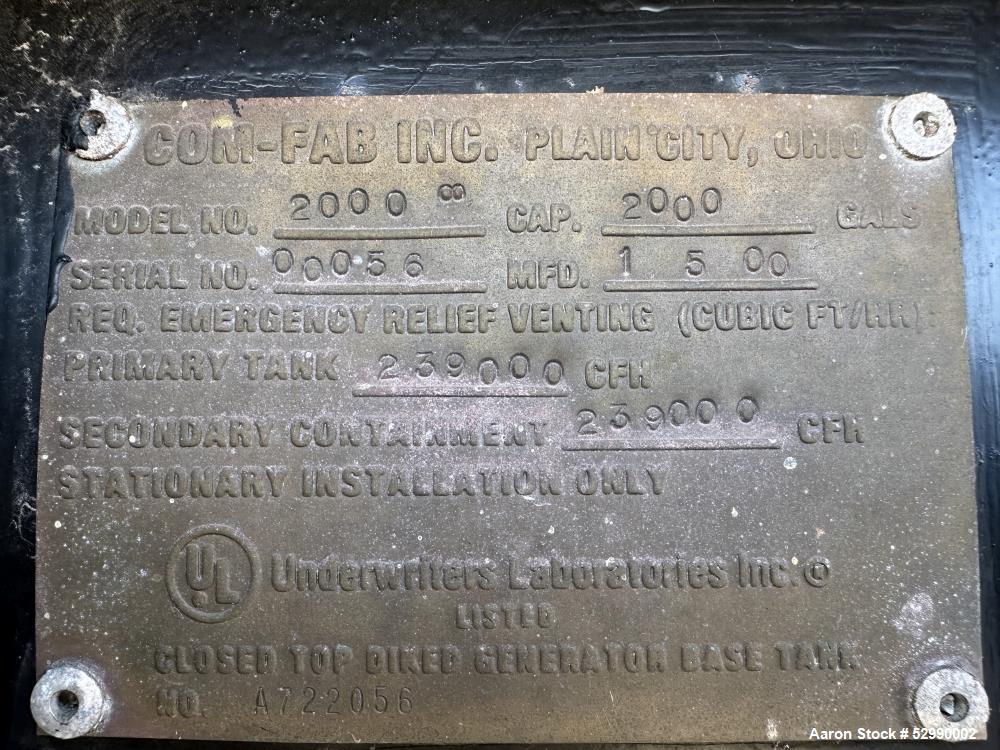 COM-FAB INC. PLAIN CITY, OHIO
MODEL NO. 2000 ∞ CAP. 2000 GALS
SERIAL NO. 00056 MFD. 1 5 00
REQ. EMERGENCY RELIEF VENTING (CUBIC FT/HR):
PRIMARY TANK 239000 CFH
SECONDARY CONTAINMENT 239000 CFH
STATIONARY INSTALLATION ONLY
UL Underwriters Laboratories Inc.©
LISTED
CLOSED TOP DIKED GENERATOR BASE TANK
NO. A722056
Aaron Stock # 52990002